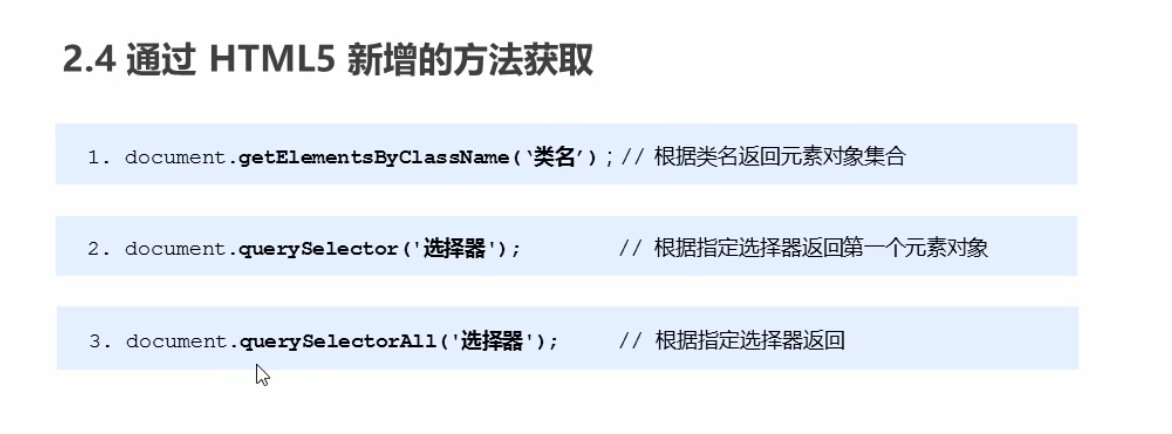 2.4 通过 HTML5 新增的方法获取
1. document.getElementsByClassName(‘类名’); // 根据类名返回元素对象集合
2. document.querySelector('选择器'); // 根据指定选择器返回第一个元素对象
3. document.querySelectorAll('选择器'); // 根据指定选择器返回